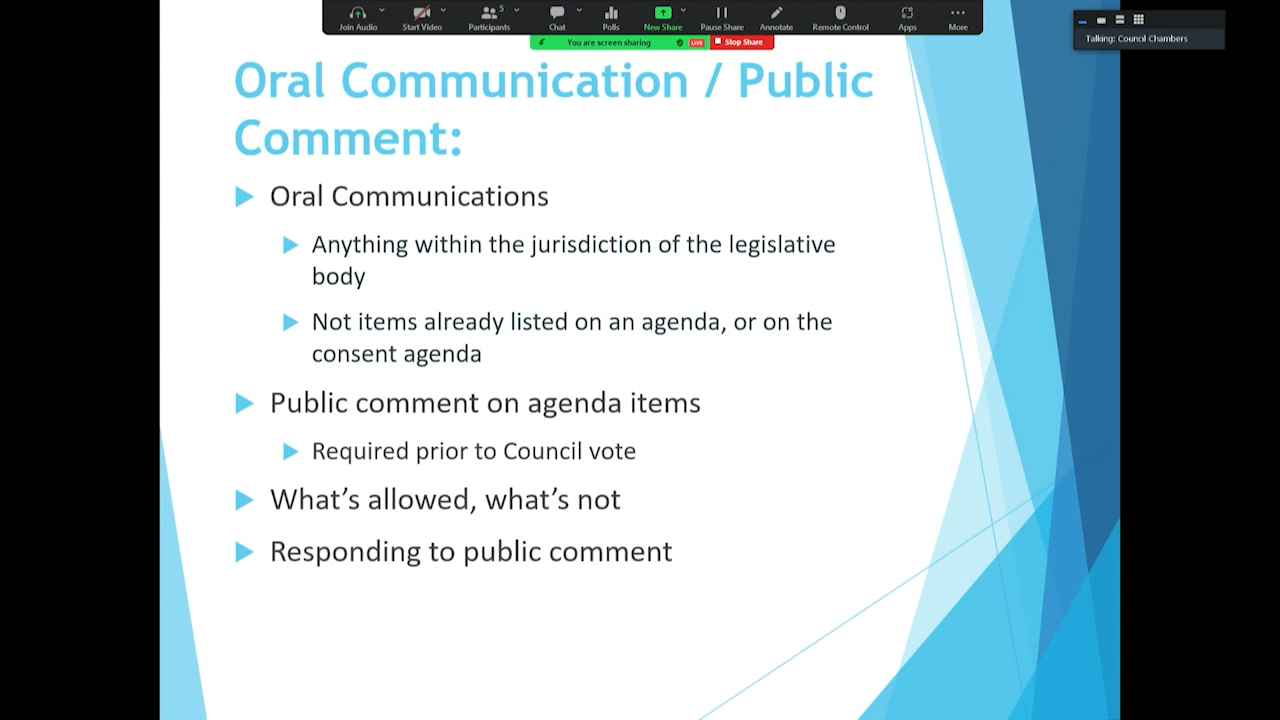 Join Audio Start Video Participants 5 Chat Polls New Share Pause Share Annotate Remote Control Apps More
You are screen sharing LIVE Stop Share
Talking: Council Chambers
Oral Communication / Public
Comment:
Oral Communications
Anything within the jurisdiction of the legislative
body
Not items already listed on an agenda, or on the
consent agenda
Public comment on agenda items
Required prior to Council vote
What’s allowed, what’s not
Responding to public comment